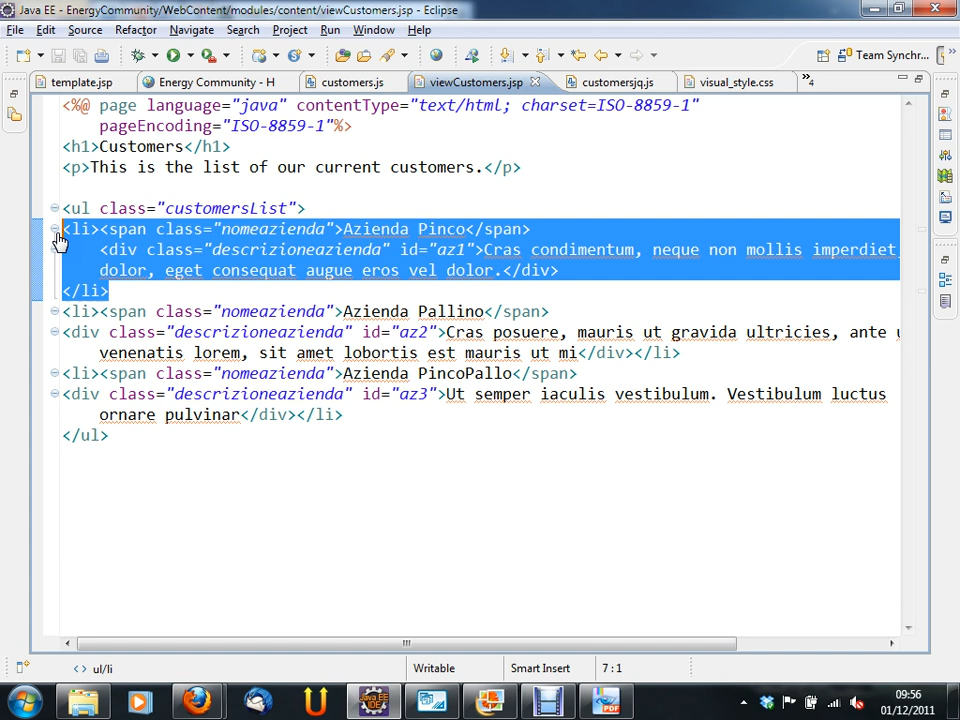 Java EE - EnergyCommunity/WebContent/modules/content/viewCustomers.jsp - Eclipse
File Edit Source Refactor Navigate Search Project Run Window Help
Team Synchr...
template.jsp Energy Community - H customers.js viewCustomers.jsp customersjq.js visual_style.css »4
<%@ page language="java" contentType="text/html; charset=ISO-8859-1"
pageEncoding="ISO-8859-1"%>
<h1>Customers</h1>
<p>This is the list of our current customers.</p>
<ul class="customersList">
<li><span class="nomeazienda">Azienda Pinco</span>
<div class="descrizioneazienda" id="az1">Cras condimentum, neque non mollis imperdiet
dolor, eget consequat augue eros vel dolor.</div>
</li>
<li><span class="nomeazienda">Azienda Pallino</span>
<div class="descrizioneazienda" id="az2">Cras posuere, mauris ut gravida ultricies, ante
venenatis lorem, sit amet lobortis est mauris ut mi</div></li>
<li><span class="nomeazienda">Azienda PincoPallo</span>
<div class="descrizioneazienda" id="az3">Ut semper iaculis vestibulum. Vestibulum luctus
ornare pulvinar</div></li>
</ul>
<> ul/li Writable Smart Insert 7 : 1
Java EE IDE
09:56
01/12/2011